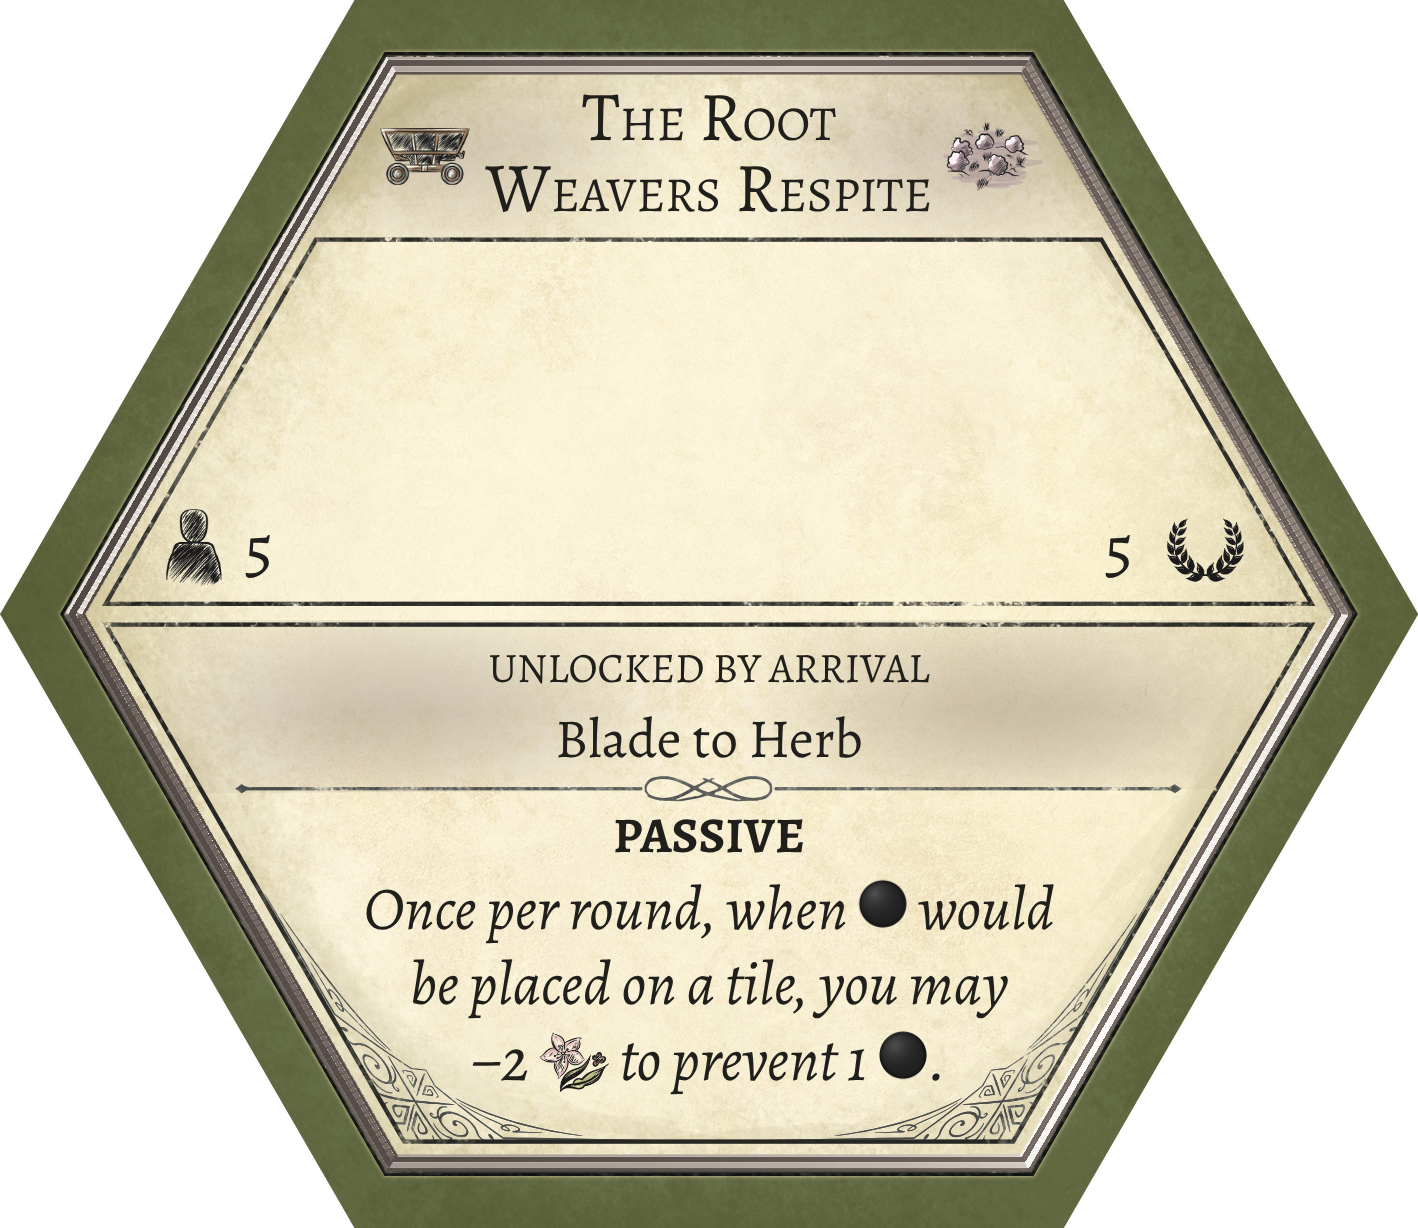 The Root
Weavers Respite
5
5
UNLOCKED BY ARRIVAL
Blade to Herb
PASSIVE
Once per round, when would
be placed on a tile, you may
–2 to prevent 1 .